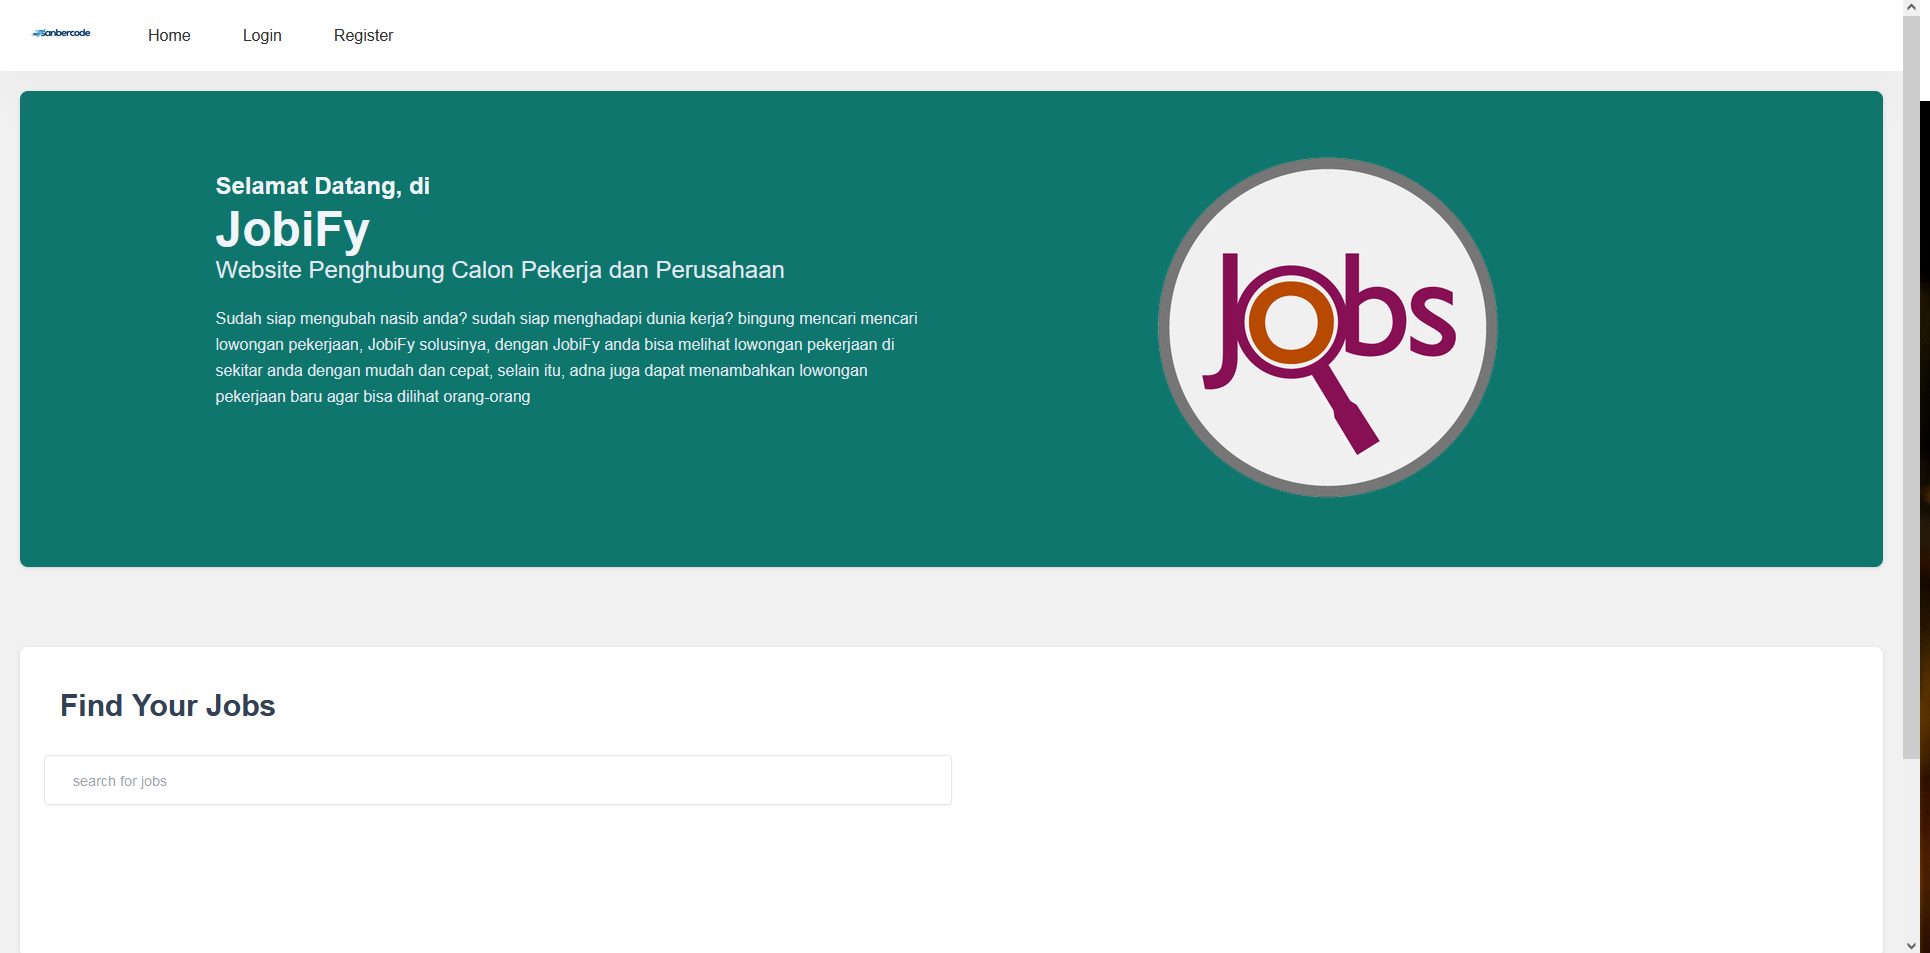 sanbercode
Home
Login
Register
Selamat Datang, di
JobiFy
Website Penghubung Calon Pekerja dan Perusahaan
Sudah siap mengubah nasib anda? sudah siap menghadapi dunia kerja? bingung mencari mencari
lowongan pekerjaan, JobiFy solusinya, dengan JobiFy anda bisa melihat lowongan pekerjaan di
sekitar anda dengan mudah dan cepat, selain itu, adna juga dapat menambahkan lowongan
pekerjaan baru agar bisa dilihat orang-orang
Jobs
Find Your Jobs
search for jobs